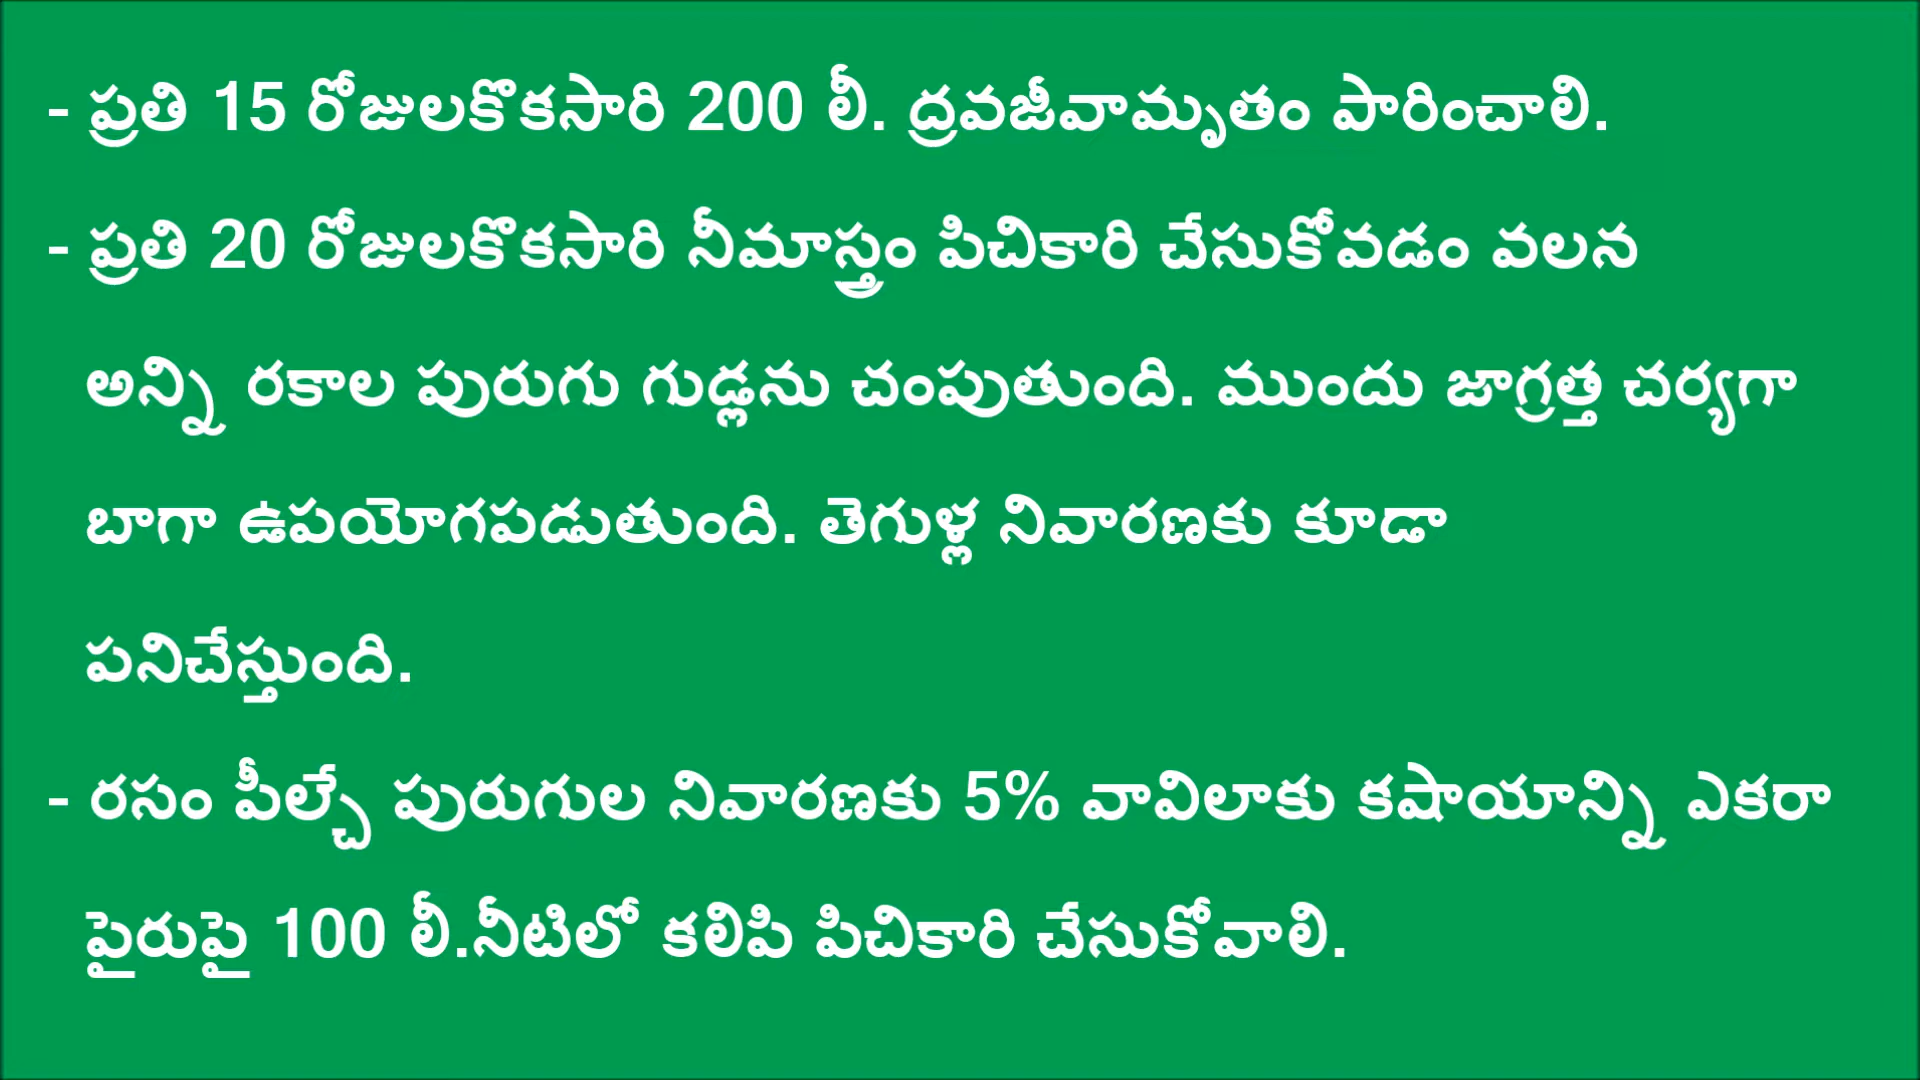 - ప్రతి 15 రోజులకొకసారి 200 లీ. ద్రవజీవామృతం పారించాలి.
- ప్రతి 20 రోజులకొకసారి నీమాస్త్రం పిచికారి చేసుకోవడం వలన
అన్ని రకాల పురుగు గుడ్లను చంపుతుంది. ముందు జాగ్రత్త చర్యగా
బాగా ఉపయోగపడుతుంది. తెగుళ్ల నివారణకు కూడా
పనిచేస్తుంది.
- రసం పీల్చే పురుగుల నివారణకు 5% వావిలాకు కషాయాన్ని ఎకరా
పైరుపై 100 లీ.నీటిలో కలిపి పిచికారి చేసుకోవాలి.